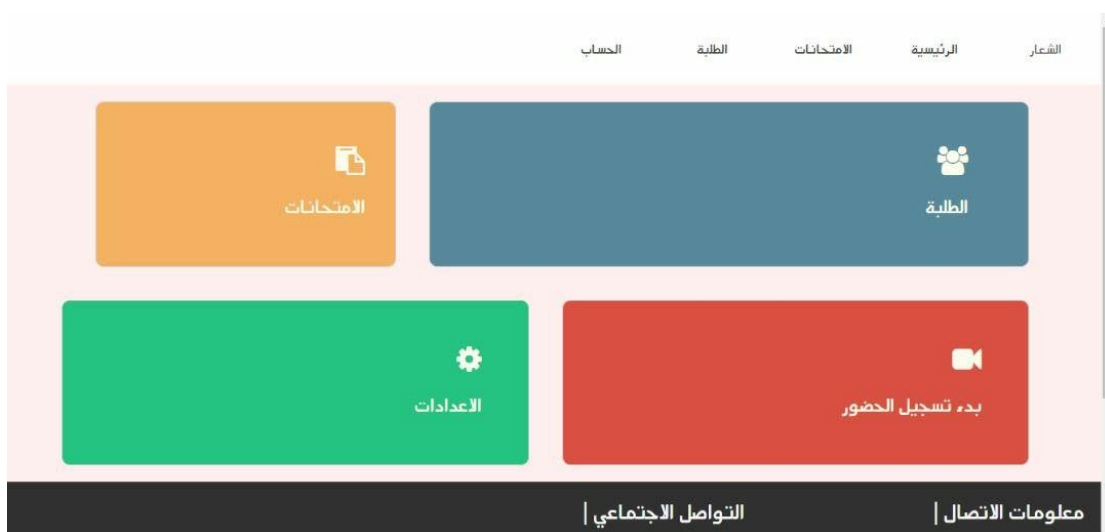 الشعار
الرئيسية
الامتحانات
الطلبة
الحساب
الطلبة
الامتحانات
بدء تسجيل الحضور
الاعدادات
معلومات الاتصال |
التواصل الاجتماعي |